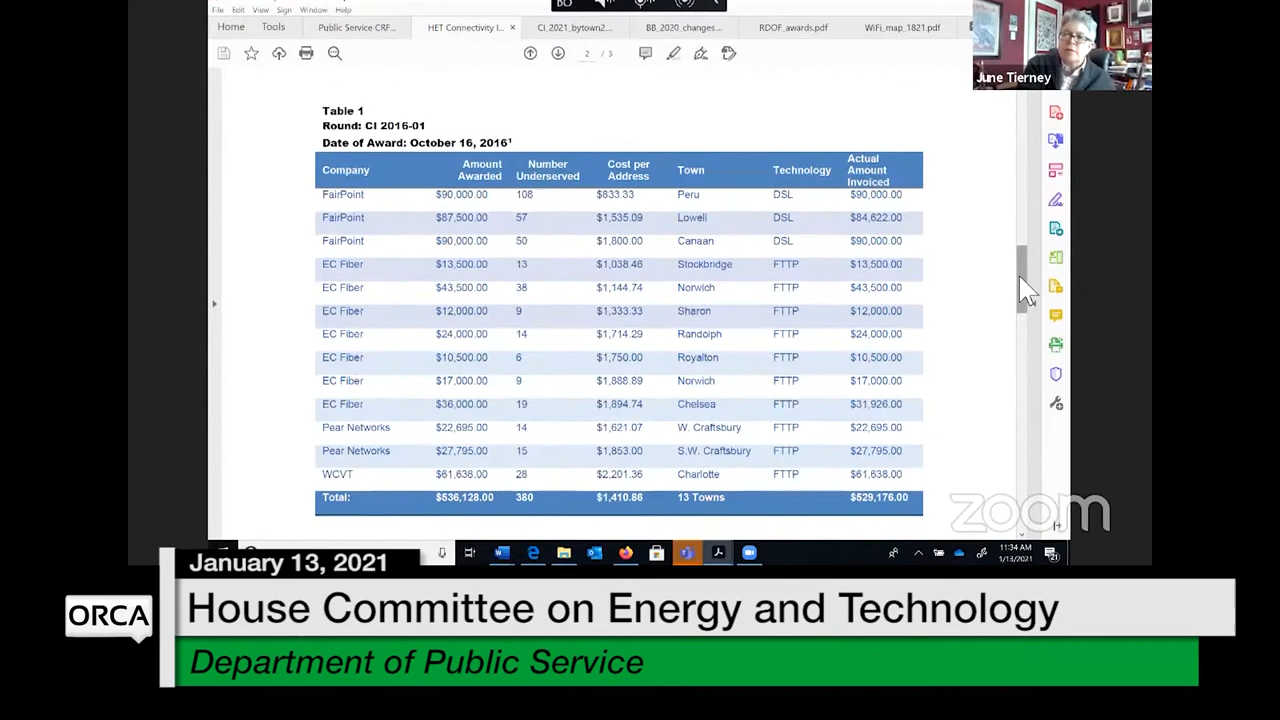 File Edit View Sign Window Help
Home Tools Public Service CRF... HET Connectivity I... × CI_2021_bytown2... BB_2020_changes... RDOF_awards.pdf WiFi_map_1821.pdf
2 / 3
June Tierney
Table 1
Round: CI 2016-01
Date of Award: October 16, 2016¹
Company Amount Awarded Number Underserved Cost per Address Town Technology Actual Amount Invoiced
FairPoint $90,000.00 108 $833.33 Peru DSL $90,000.00
FairPoint $87,500.00 57 $1,535.09 Lowell DSL $84,622.00
FairPoint $90,000.00 50 $1,800.00 Canaan DSL $90,000.00
EC Fiber $13,500.00 13 $1,038.46 Stockbridge FTTP $13,500.00
EC Fiber $43,500.00 38 $1,144.74 Norwich FTTP $43,500.00
EC Fiber $12,000.00 9 $1,333.33 Sharon FTTP $12,000.00
EC Fiber $24,000.00 14 $1,714.29 Randolph FTTP $24,000.00
EC Fiber $10,500.00 6 $1,750.00 Royalton FTTP $10,500.00
EC Fiber $17,000.00 9 $1,888.89 Norwich FTTP $17,000.00
EC Fiber $36,000.00 19 $1,894.74 Chelsea FTTP $31,926.00
Pear Networks $22,695.00 14 $1,621.07 W. Craftsbury FTTP $22,695.00
Pear Networks $27,795.00 15 $1,853.00 S.W. Craftsbury FTTP $27,795.00
WCVT $61,638.00 28 $2,201.36 Charlotte FTTP $61,638.00
Total: $536,128.00 380 $1,410.86 13 Towns $529,176.00
zoom
11:34 AM
1/13/2021
21
January 13, 2021
ORCA
House Committee on Energy and Technology
Department of Public Service